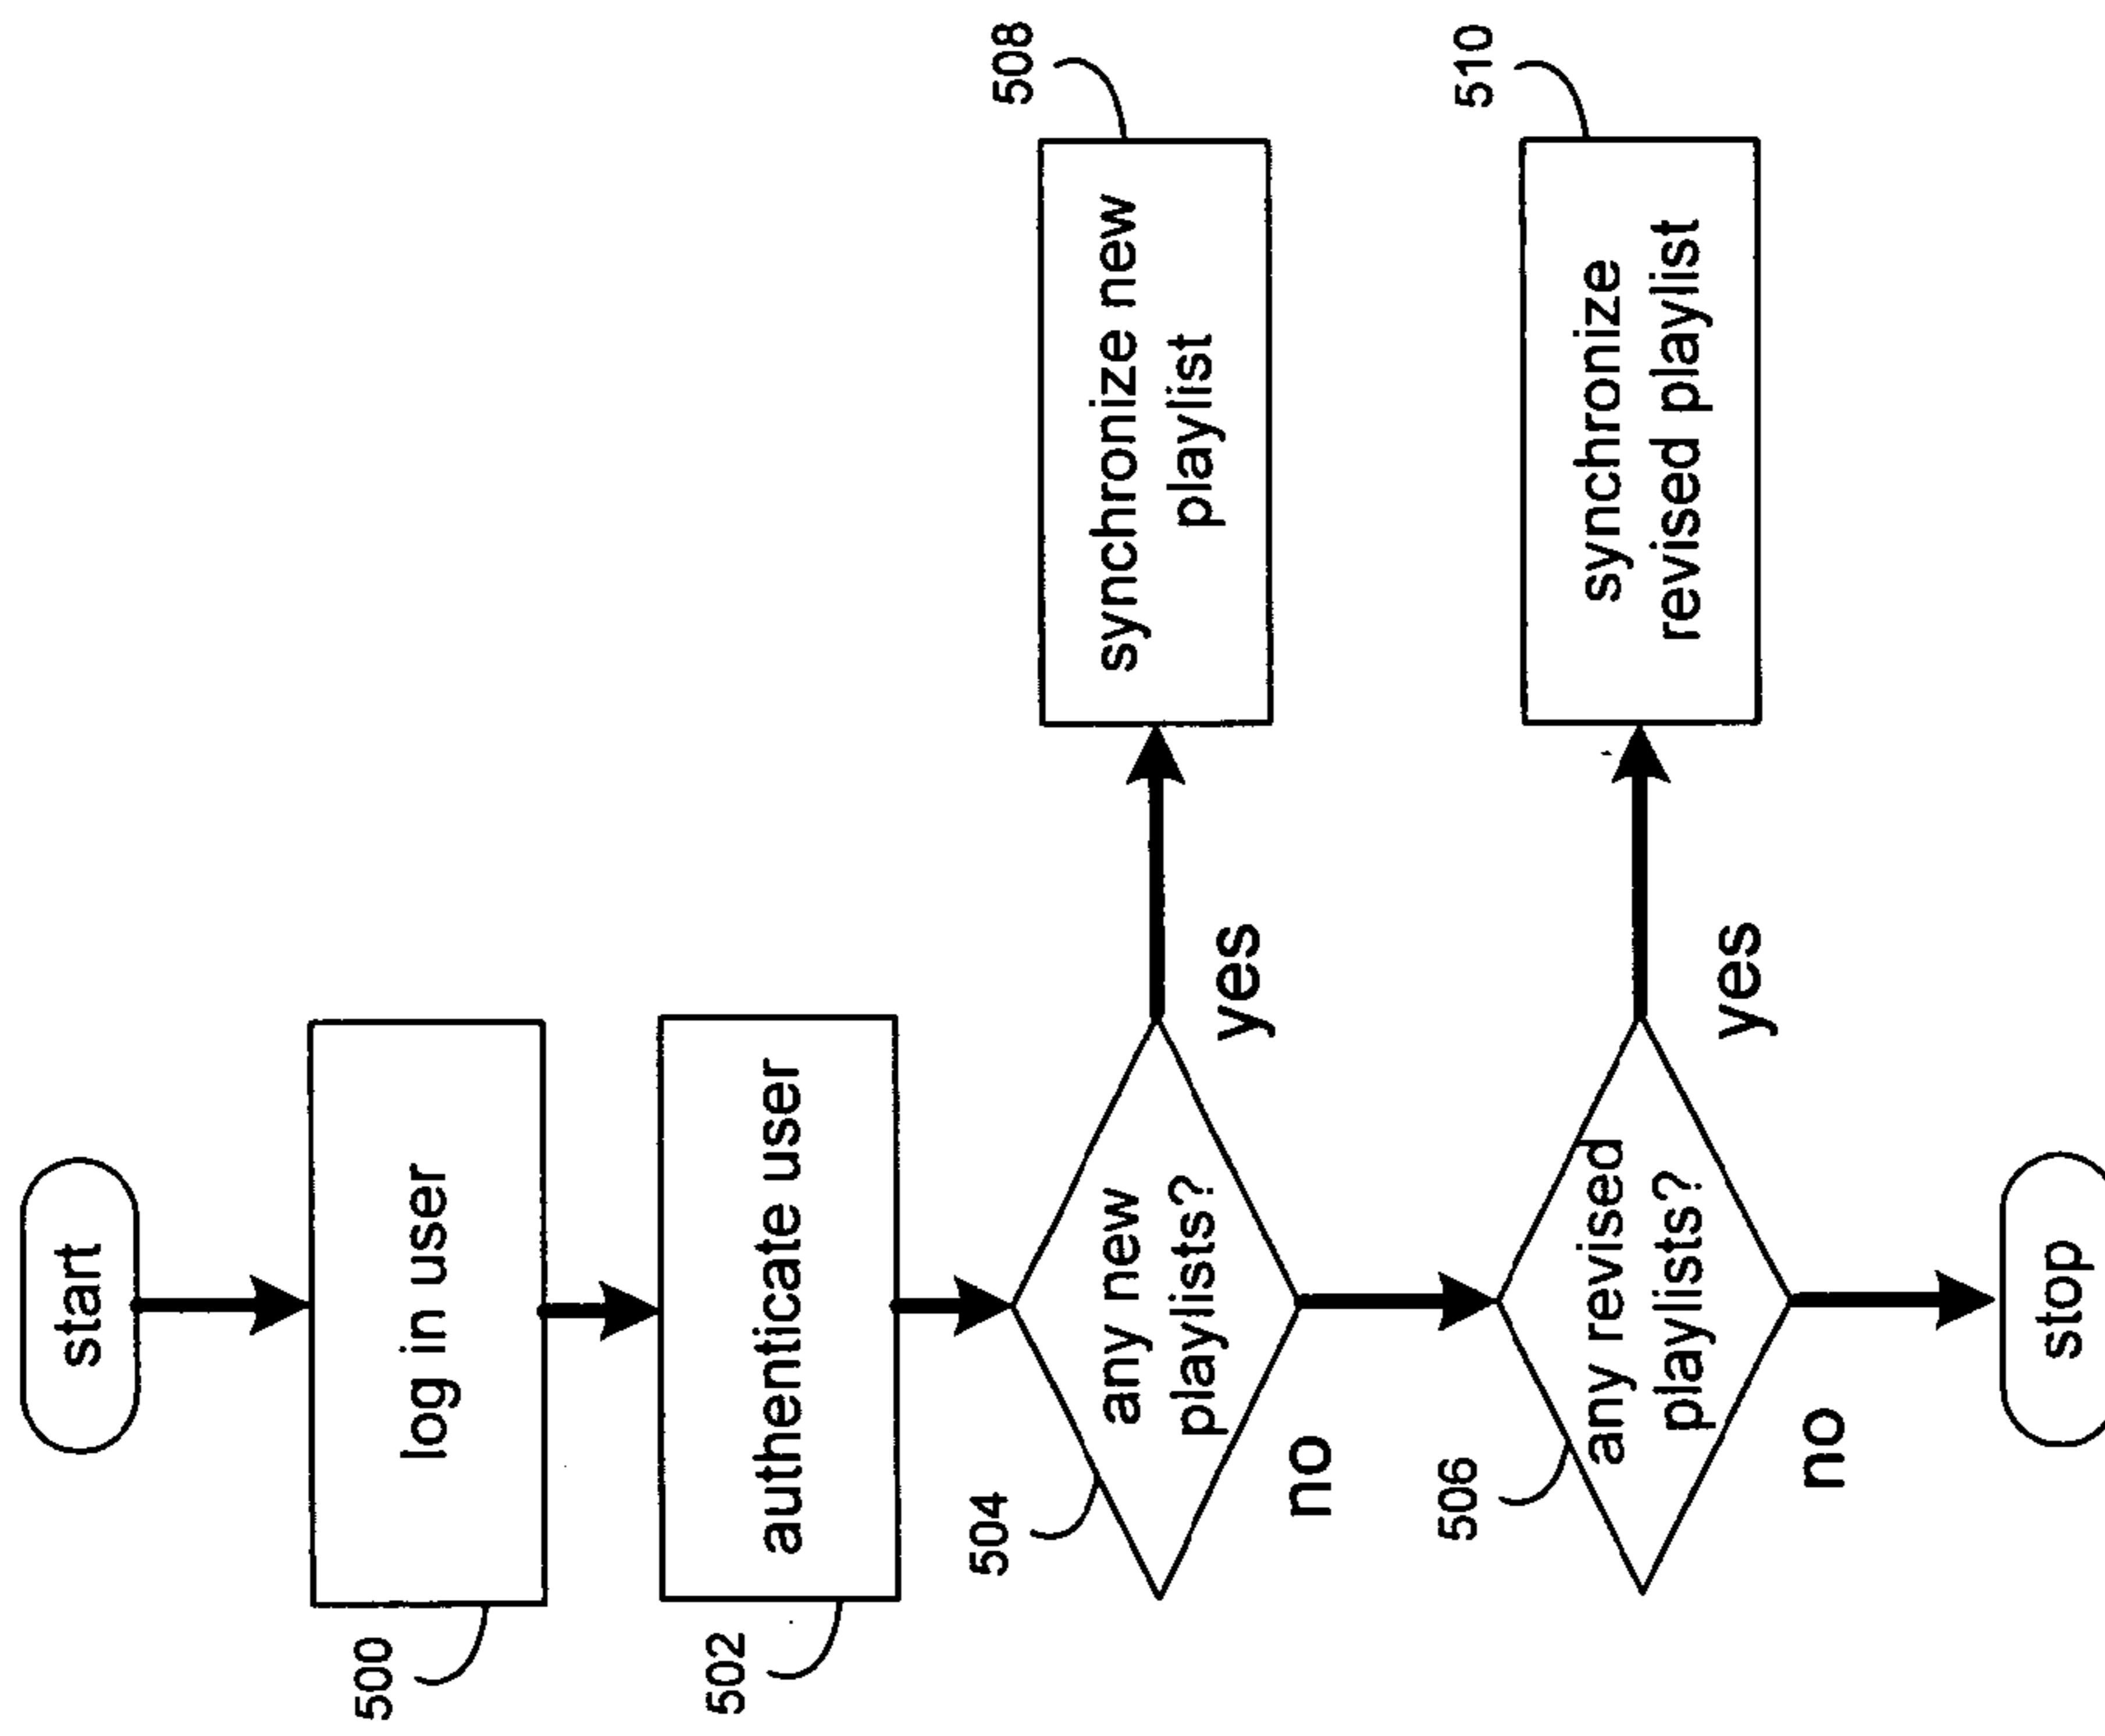 start
log in user
500
authenticate user
502
any new
playlists?
504
yes
synchronize new
playlist
508
no
any revised
playlists?
506
yes
synchronize
revised playlist
510
no
stop